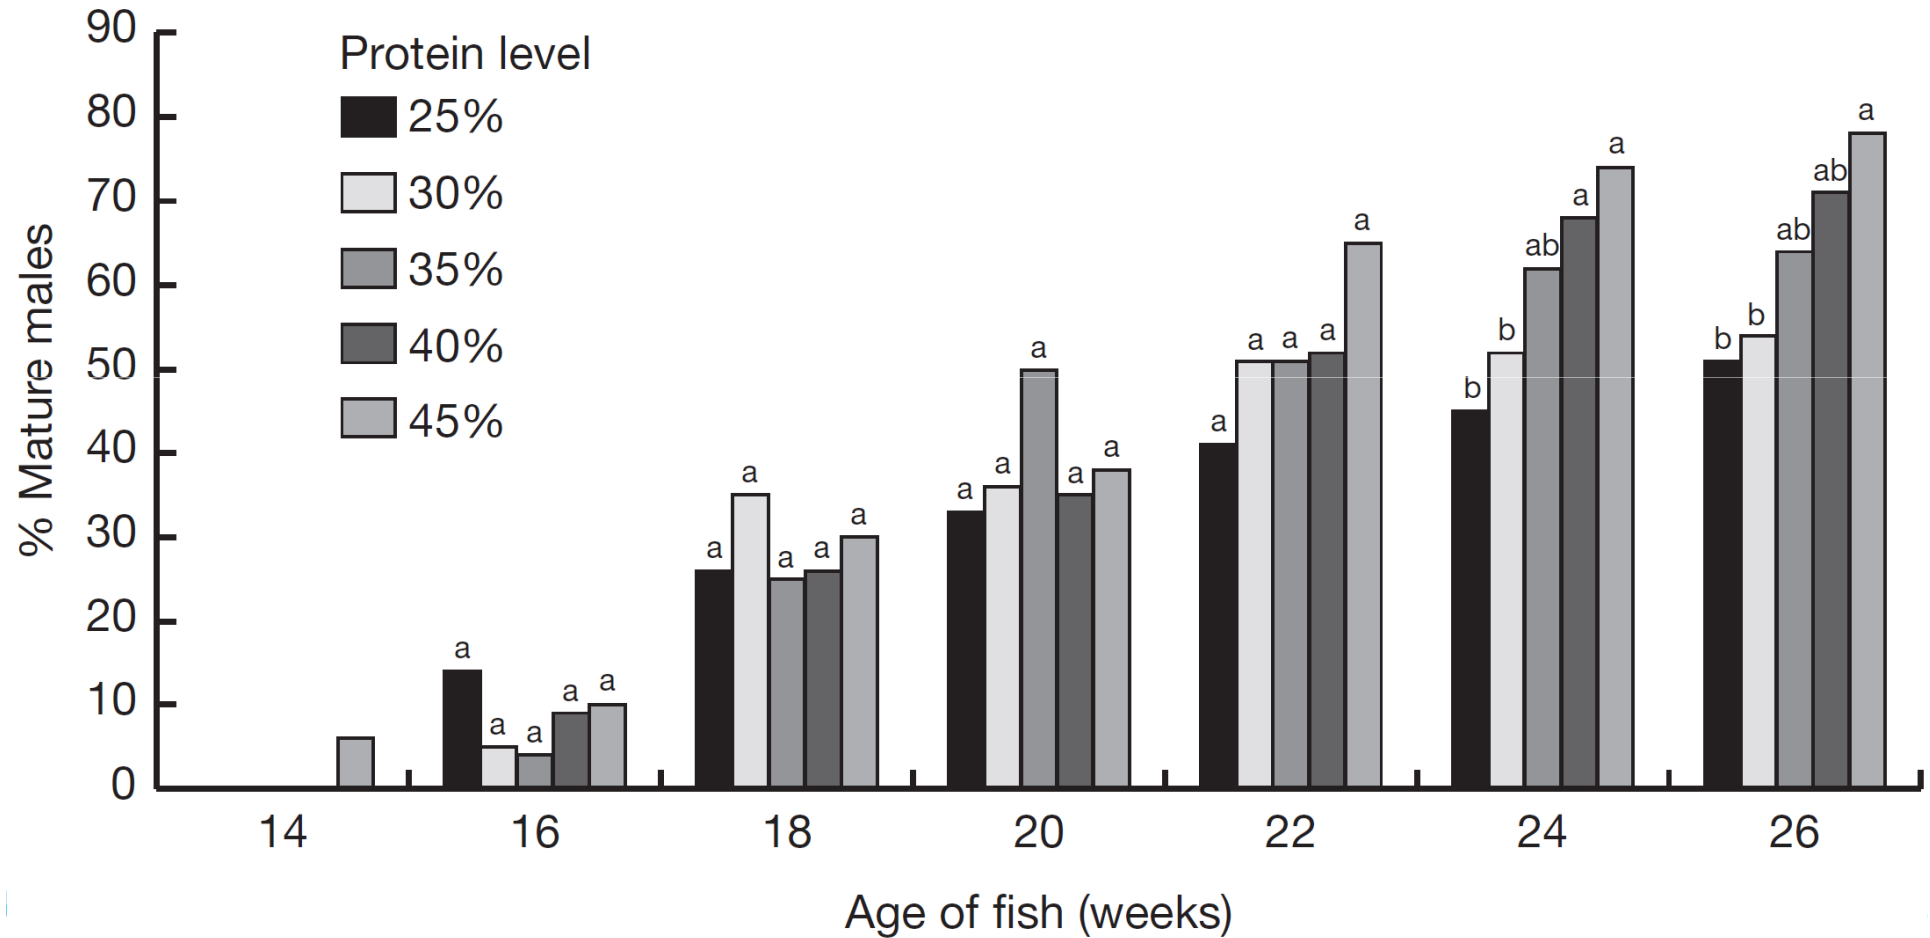 90
80
70
60
50
40
30
20
10
0
% Mature males
Protein level
25%
30%
35%
40%
45%
a a a a a
a a a a a
a a a a a
a a a a a
b b ab a a
b b ab ab a
14 16 18 20 22 24 26
Age of fish (weeks)